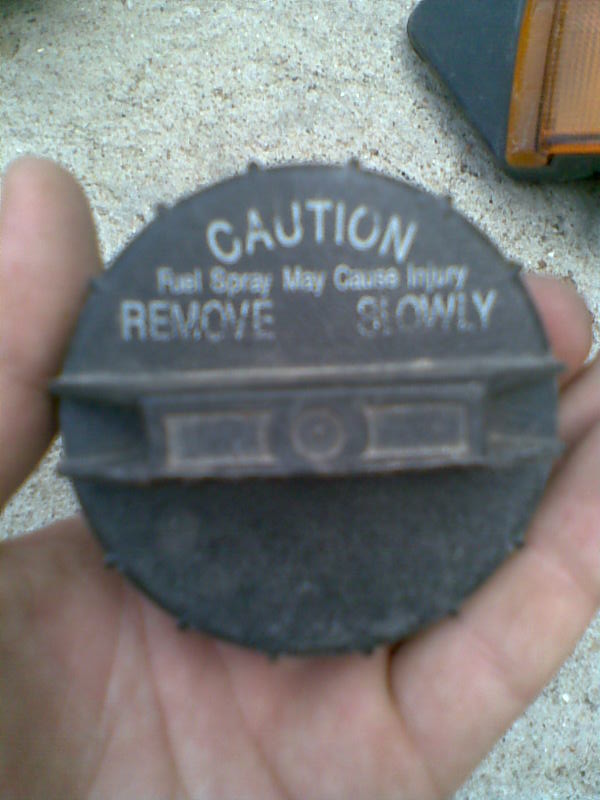 CAUTION
Fuel Spray May Cause Injury
REMOVE SLOWLY